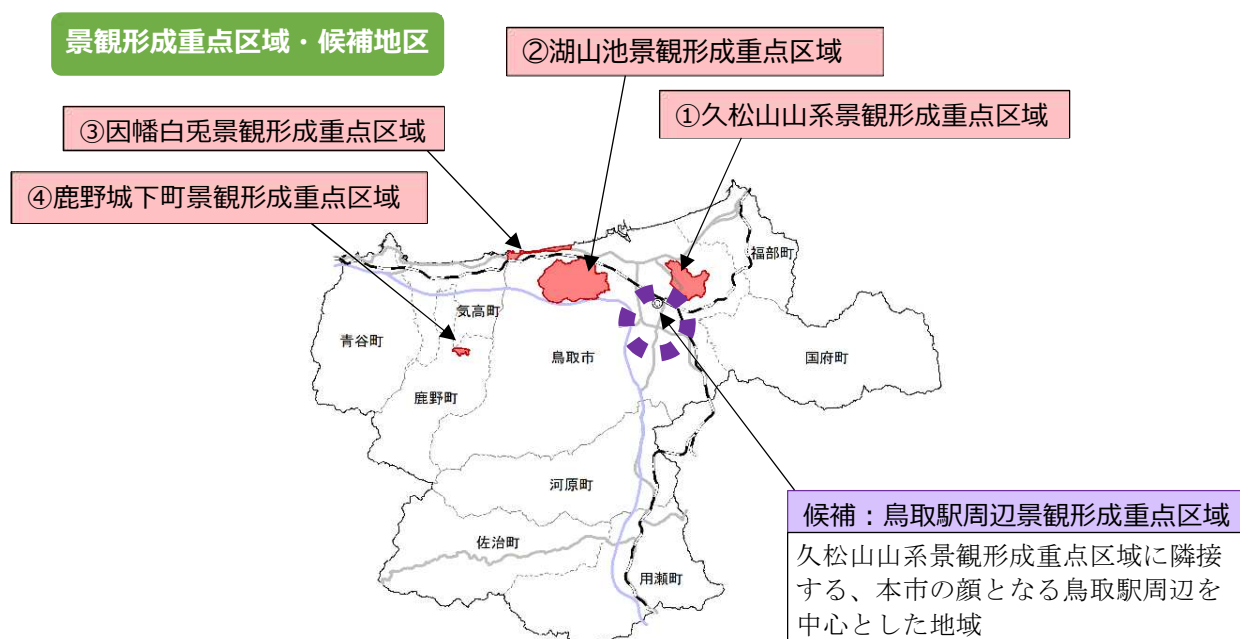 景観形成重点区域・候補地区
②湖山池景観形成重点区域
①久松山山系景観形成重点区域
③因幡白兎景観形成重点区域
④鹿野城下町景観形成重点区域
福部町
気高町
青谷町
鳥取市
国府町
鹿野町
河原町
佐治町
用瀬町
候補：鳥取駅周辺景観形成重点区域
久松山山系景観形成重点区域に隣接
する、本市の顔となる鳥取駅周辺を
中心とした地域